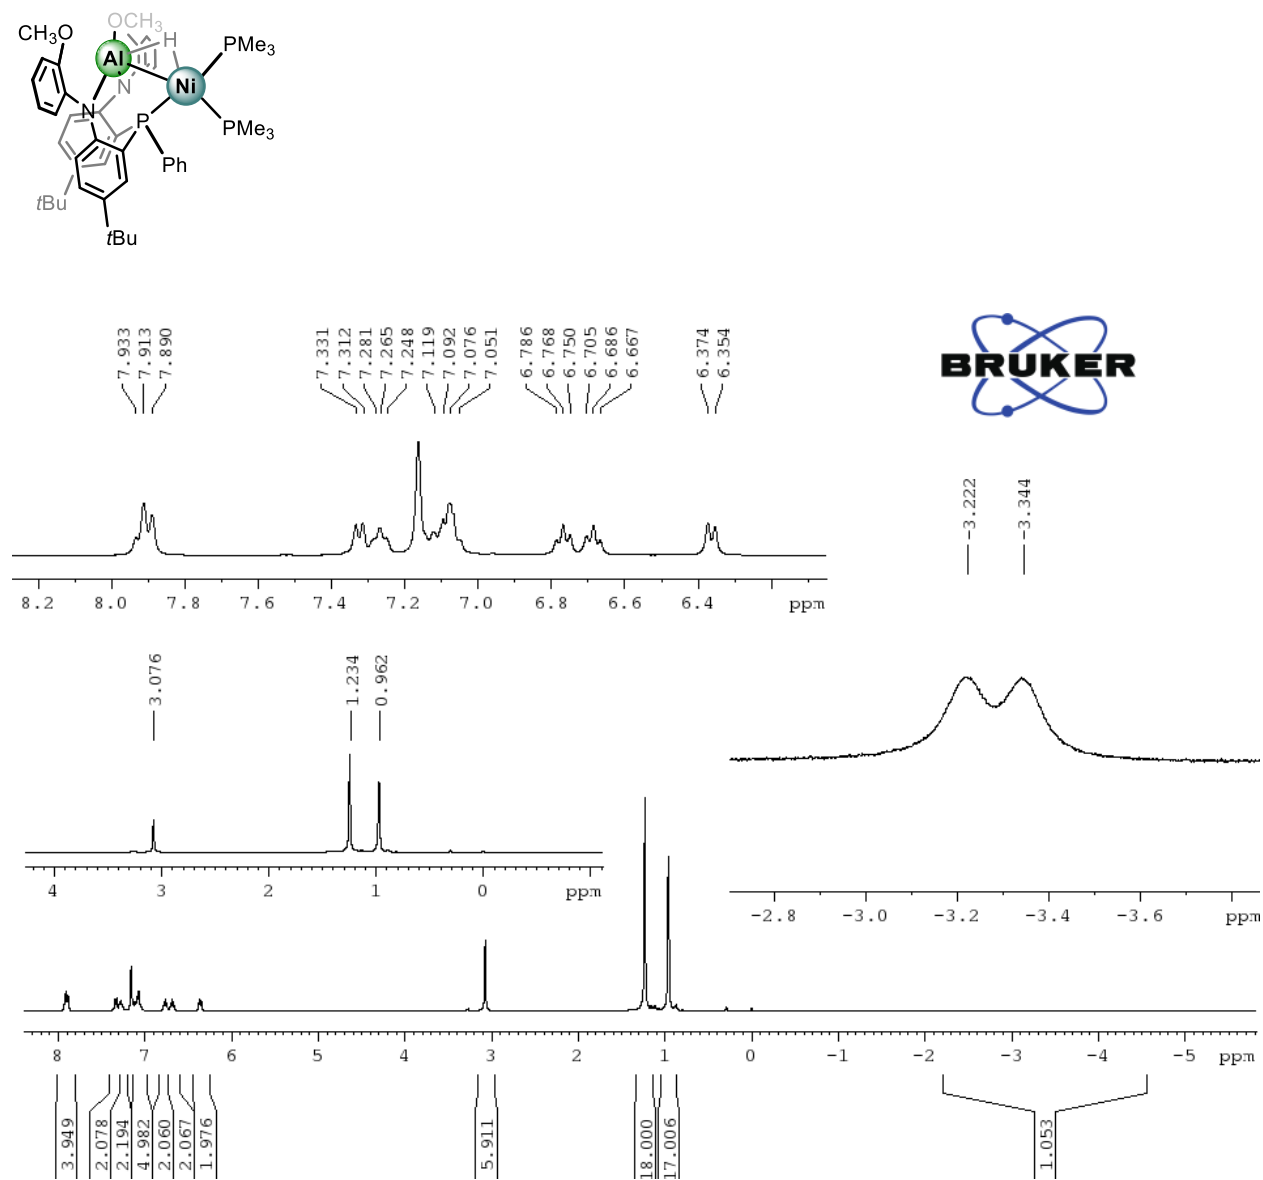 OCH3
CH3O
H
PMe3
Al
Ni
N
N
P
PMe3
Ph
tBu
tBu
7.933
7.913
7.890
7.331
7.312
7.281
7.265
7.248
7.119
7.092
7.076
7.051
6.786
6.768
6.750
6.705
6.686
6.667
6.374
6.354
BRUKER
8.2 8.0 7.8 7.6 7.4 7.2 7.0 6.8 6.6 6.4 ppm
-3.222
-3.344
3.076
1.234
0.962
4 3 2 1 0 ppm
-2.8 -3.0 -3.2 -3.4 -3.6 ppm
8 7 6 5 4 3 2 1 0 -1 -2 -3 -4 -5 ppm
3.949
2.078
2.194
4.982
2.060
2.067
1.976
5.911
18.000
17.006
1.053